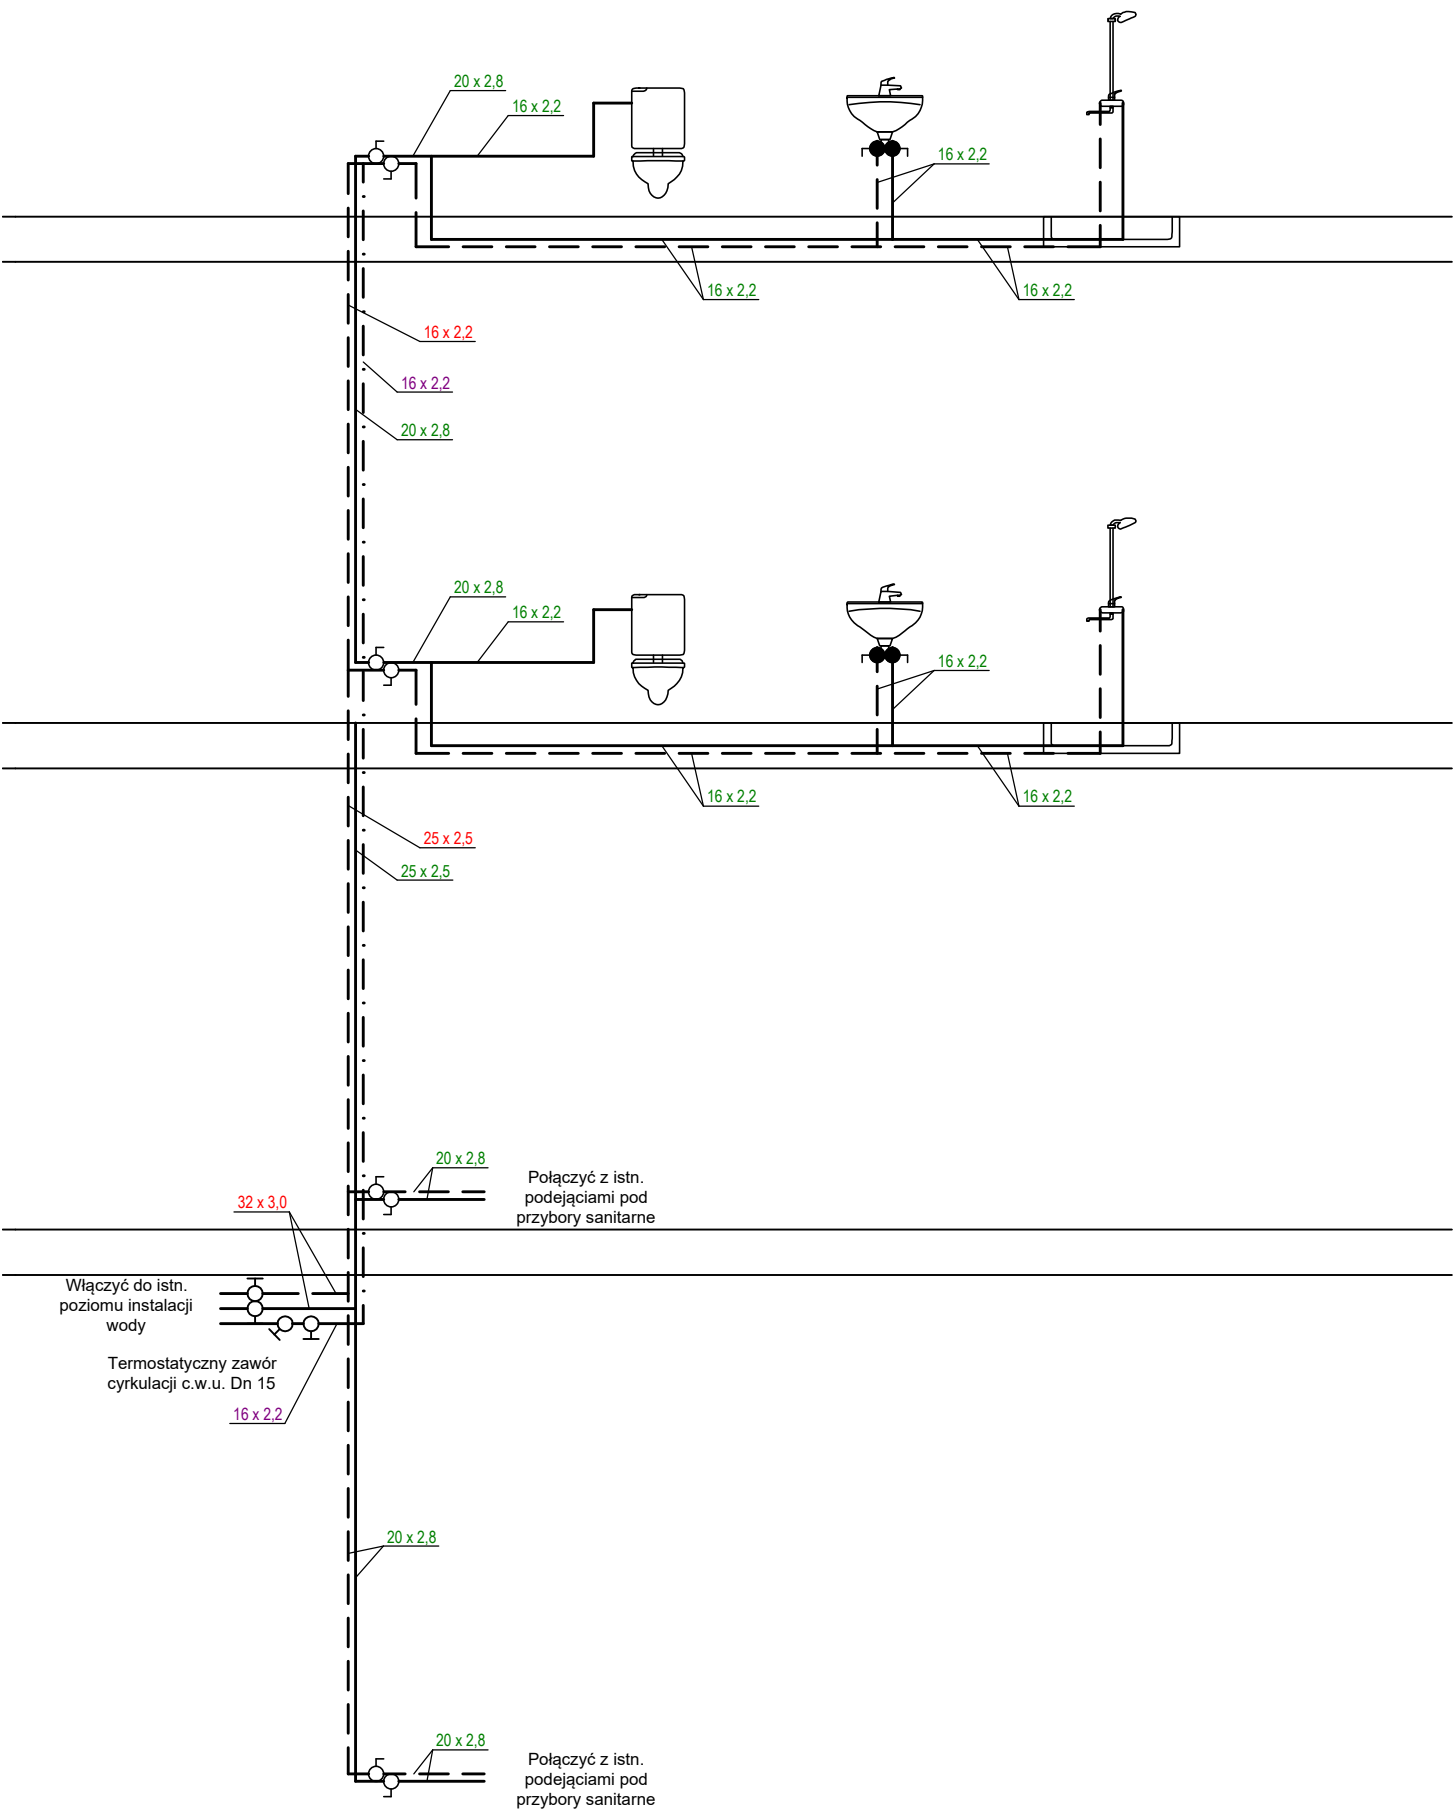 20 x 2,8
16 x 2,2
16 x 2,2
16 x 2,2
16 x 2,2
16 x 2,2
16 x 2,2
20 x 2,8
20 x 2,8
16 x 2,2
16 x 2,2
16 x 2,2
16 x 2,2
25 x 2,5
25 x 2,5
20 x 2,8
Połączyć z istn.
podejąciami pod
przybory sanitarne
32 x 3,0
Włączyć do istn.
poziomu instalacji
wody
Termostatyczny zawór
cyrkulacji c.w.u. Dn 15
16 x 2,2
20 x 2,8
20 x 2,8
Połączyć z istn.
podejąciami pod
przybory sanitarne